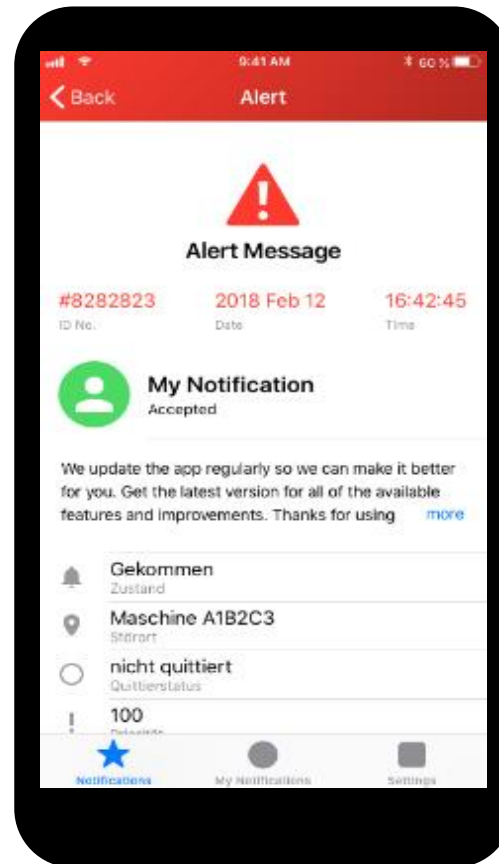 9:41 AM
60 %
Back
Alert
Alert Message
#8282823 2018 Feb 12 16:42:45
ID No. Date Time
My Notification
Accepted
We update the app regularly so we can make it better
for you. Get the latest version for all of the available
features and improvements. Thanks for using more
Gekommen
Zustand
Maschine A1B2C3
Störort
nicht quittiert
Quittierstatus
100
Priorität
Notifications My Notifications Settings